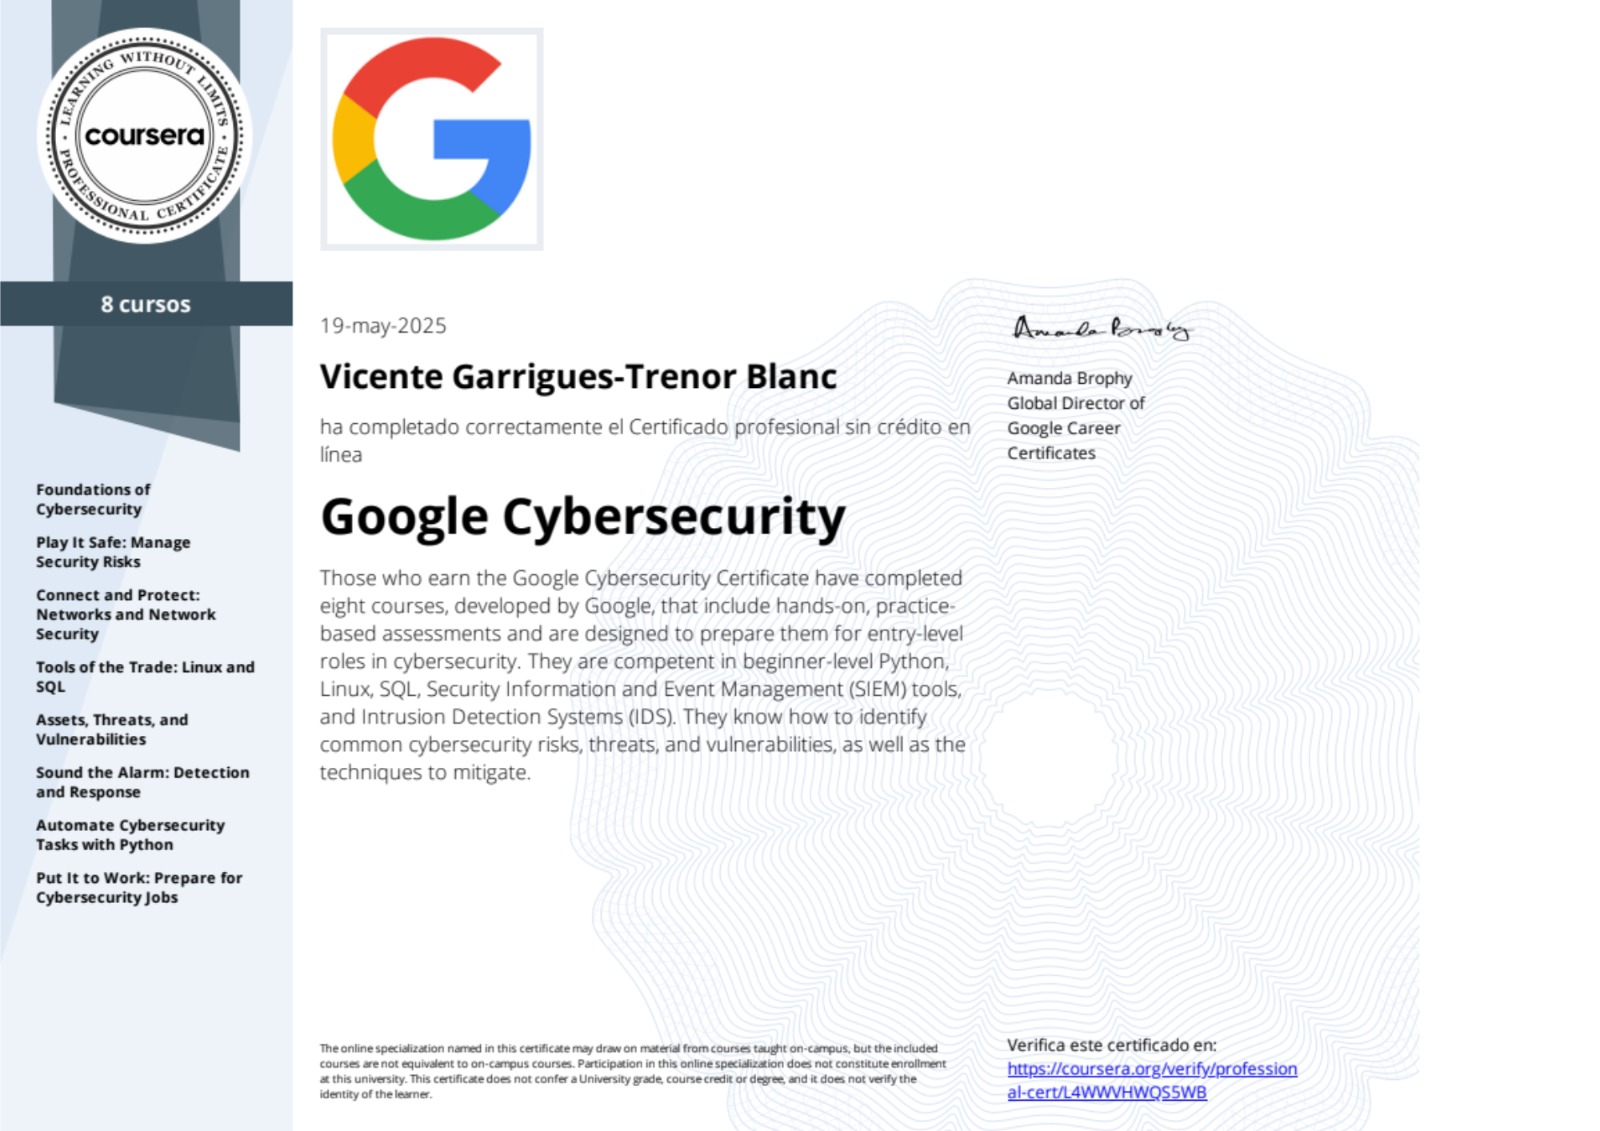 LEARNING WITHOUT LIMITS
coursera
PROFESSIONAL CERTIFICATE
8 cursos
Foundations of
Cybersecurity
Play It Safe: Manage
Security Risks
Connect and Protect:
Networks and Network
Security
Tools of the Trade: Linux and
SQL
Assets, Threats, and
Vulnerabilities
Sound the Alarm: Detection
and Response
Automate Cybersecurity
Tasks with Python
Put It to Work: Prepare for
Cybersecurity Jobs
19-may-2025
Vicente Garrigues-Trenor Blanc
ha completado correctamente el Certificado profesional sin crédito en
línea
Google Cybersecurity
Those who earn the Google Cybersecurity Certificate have completed
eight courses, developed by Google, that include hands-on, practice-
based assessments and are designed to prepare them for entry-level
roles in cybersecurity. They are competent in beginner-level Python,
Linux, SQL, Security Information and Event Management (SIEM) tools,
and Intrusion Detection Systems (IDS). They know how to identify
common cybersecurity risks, threats, and vulnerabilities, as well as the
techniques to mitigate.
Amanda Brophy
Amanda Brophy
Global Director of
Google Career
Certificates
The online specialization named in this certificate may draw on material from courses taught on-campus, but the included
courses are not equivalent to on-campus courses. Participation in this online specialization does not constitute enrollment
at this university. This certificate does not confer a University grade, course credit or degree, and it does not verify the
identity of the learner.
Verifica este certificado en:
https://coursera.org/verify/profession
al-cert/L4WWVHWQS5WB